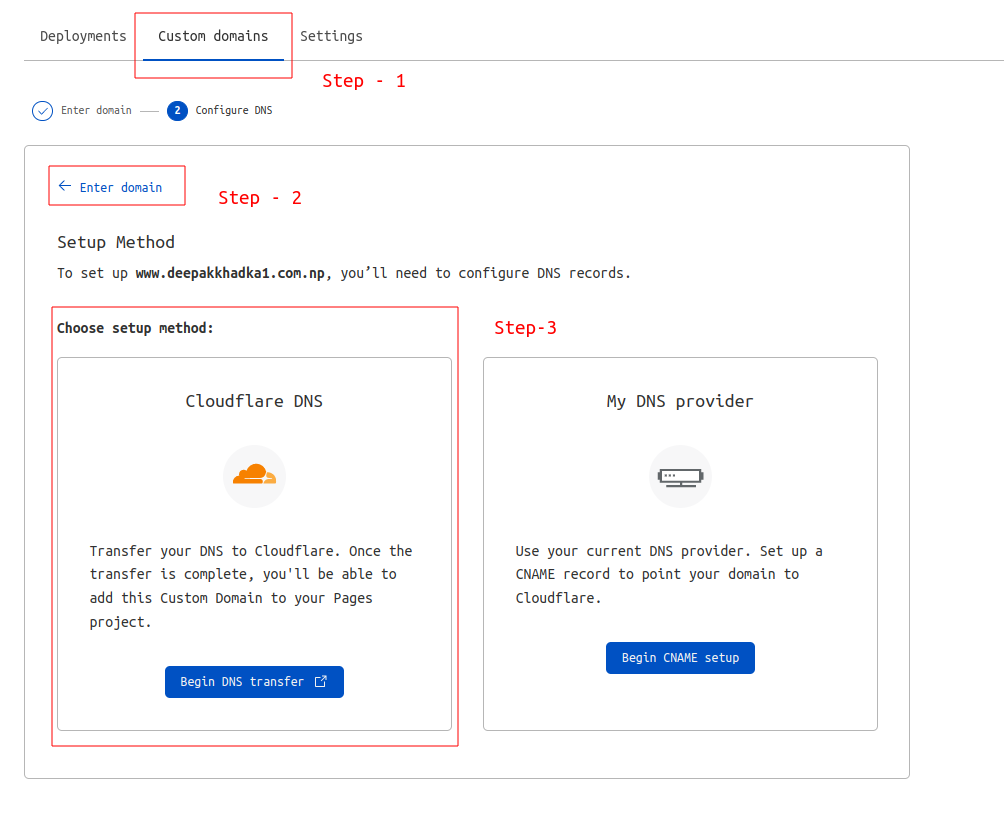 Deployments Custom domains Settings
Step - 1
Enter domain 2 Configure DNS
Enter domain
Step - 2
Setup Method
To set up www.deepakkhadka1.com.np, you’ll need to configure DNS records.
Choose setup method:
Step-3
Cloudflare DNS
Transfer your DNS to Cloudflare. Once the
transfer is complete, you'll be able to
add this Custom Domain to your Pages
project.
Begin DNS transfer
My DNS provider
Use your current DNS provider. Set up a
CNAME record to point your domain to
Cloudflare.
Begin CNAME setup